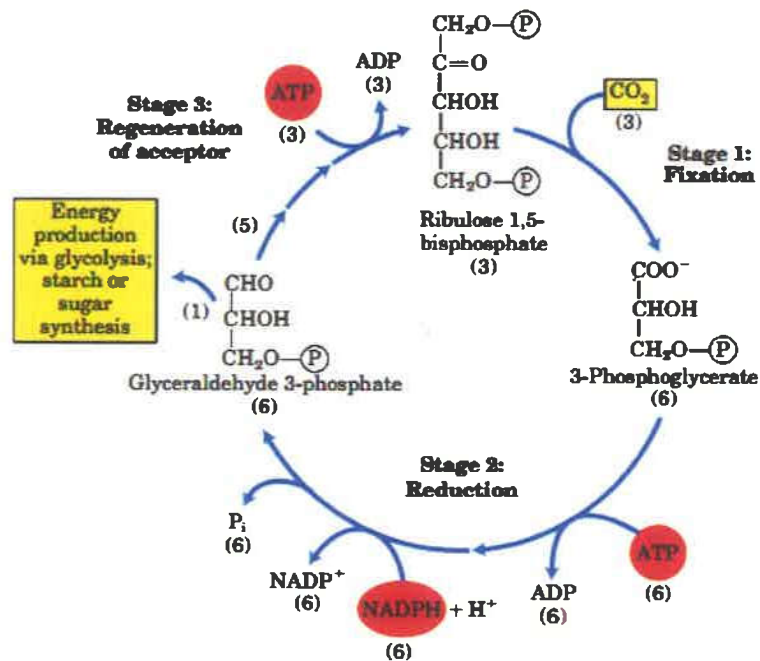 CH₂O—Ⓟ
C=O
CHOH
CHOH
CH₂O—Ⓟ
Ribulose 1,5-
bisphosphate
(3)
CO₂
(3)
Stage 1:
Fixation
COO⁻
CHOH
CH₂O—Ⓟ
3-Phosphoglycerate
(6)
ATP
(6)
ADP
(6)
Stage 2:
Reduction
NADPH + H⁺
(6)
NADP⁺
(6)
Pᵢ
(6)
CHO
CHOH
CH₂O—Ⓟ
Glyceraldehyde 3-phosphate
(6)
(1)
Energy
production
via glycolysis;
starch or
sugar
synthesis
(5)
Stage 3:
Regeneration
of acceptor
ATP
(3)
ADP
(3)